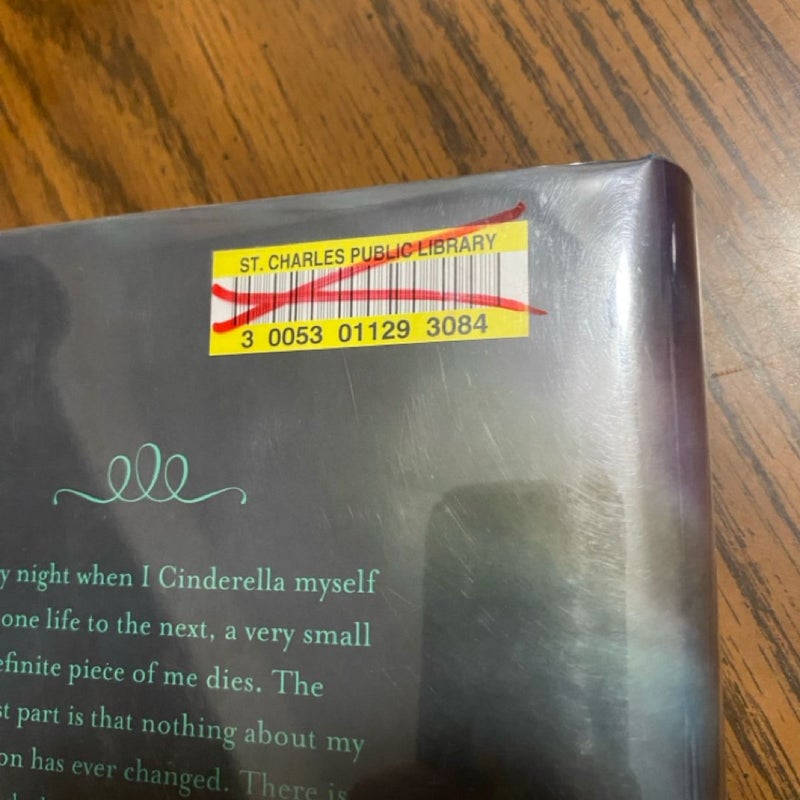 ST. CHARLES PUBLIC LIBRARY
3 0053 01129 3084
y night when I Cinderella myself
one life to the next, a very small
efinite piece of me dies. The
st part is that nothing about my
on has ever changed. There is